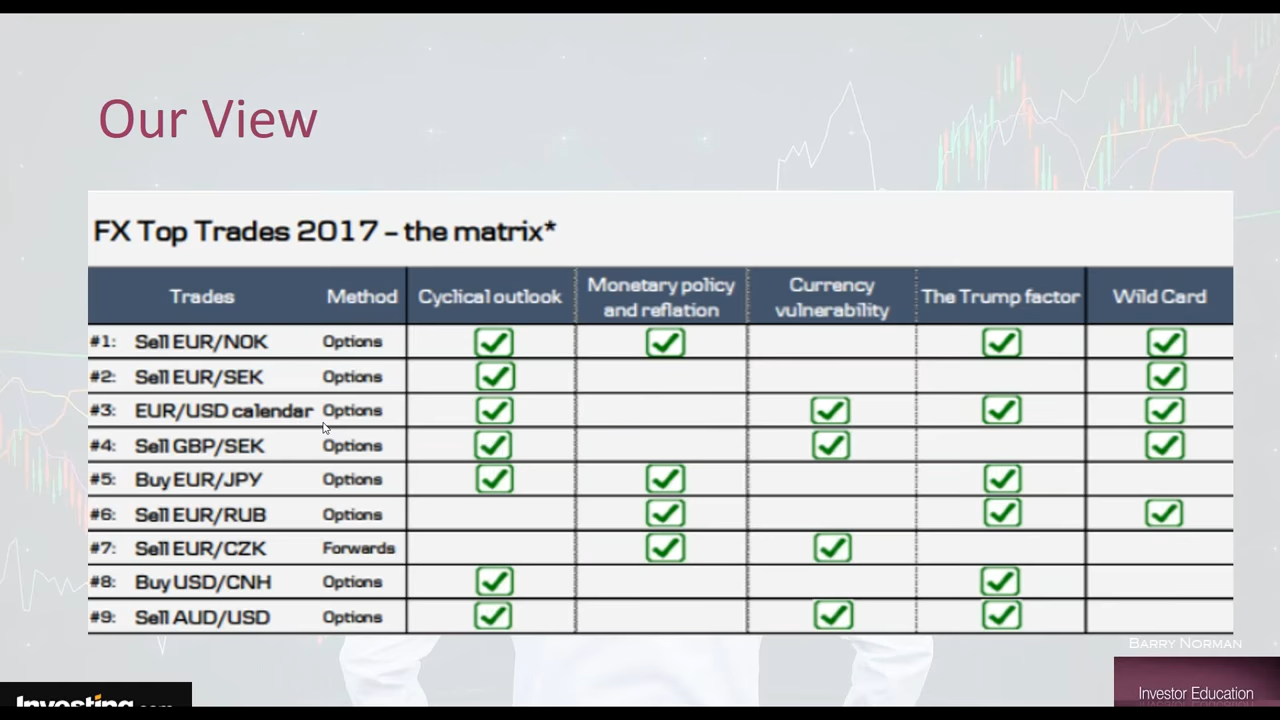 Our View
FX Top Trades 2017 – the matrix*
Trades Method Cyclical outlook Monetary policy and reflation Currency vulnerability The Trump factor Wild Card
#1: Sell EUR/NOK Options
#2: Sell EUR/SEK Options
#3: EUR/USD calendar Options
#4: Sell GBP/SEK Options
#5: Buy EUR/JPY Options
#6: Sell EUR/RUB Options
#7: Sell EUR/CZK Forwards
#8: Buy USD/CNH Options
#9: Sell AUD/USD Options
BARRY NORMAN
Investing.com
Investor Education